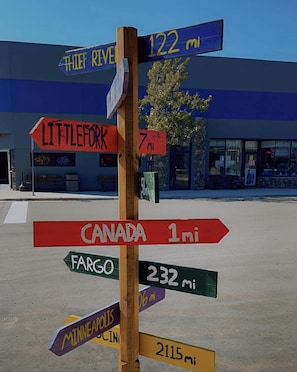 THIEF RIVER 122 mi
LITTLEFORK 7 mi
CANADA 1 mi
FARGO 232 mi
MINNEAPOLIS
2115 mi